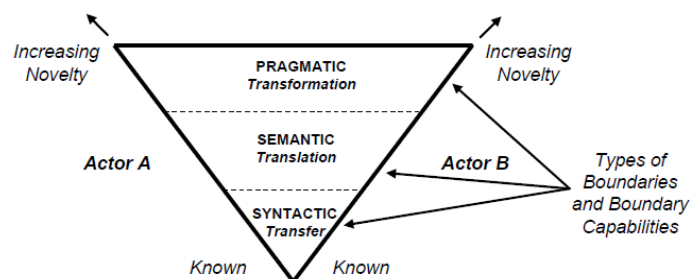 Increasing
Novelty
Increasing
Novelty
PRAGMATIC
Transformation
SEMANTIC
Translation
Actor A
Actor B
Types of
Boundaries
and Boundary
Capabilities
SYNTACTIC
Transfer
Known
Known